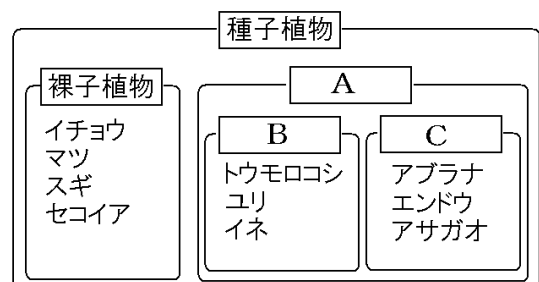 種子植物
裸子植物
イチョウ
マツ
スギ
セコイア
A
B
トウモロコシ
ユリ
イネ
C
アブラナ
エンドウ
アサガオ